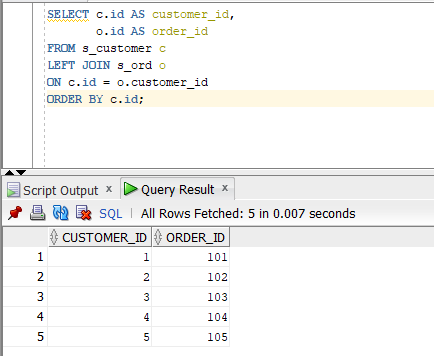 SELECT c.id AS customer_id,
o.id AS order_id
FROM s_customer c
LEFT JOIN s_ord o
ON c.id = o.customer_id
ORDER BY c.id;
Script Output x Query Result x
SQL | All Rows Fetched: 5 in 0.007 seconds
CUSTOMER_ID ORDER_ID
1 1 101
2 2 102
3 3 103
4 4 104
5 5 105